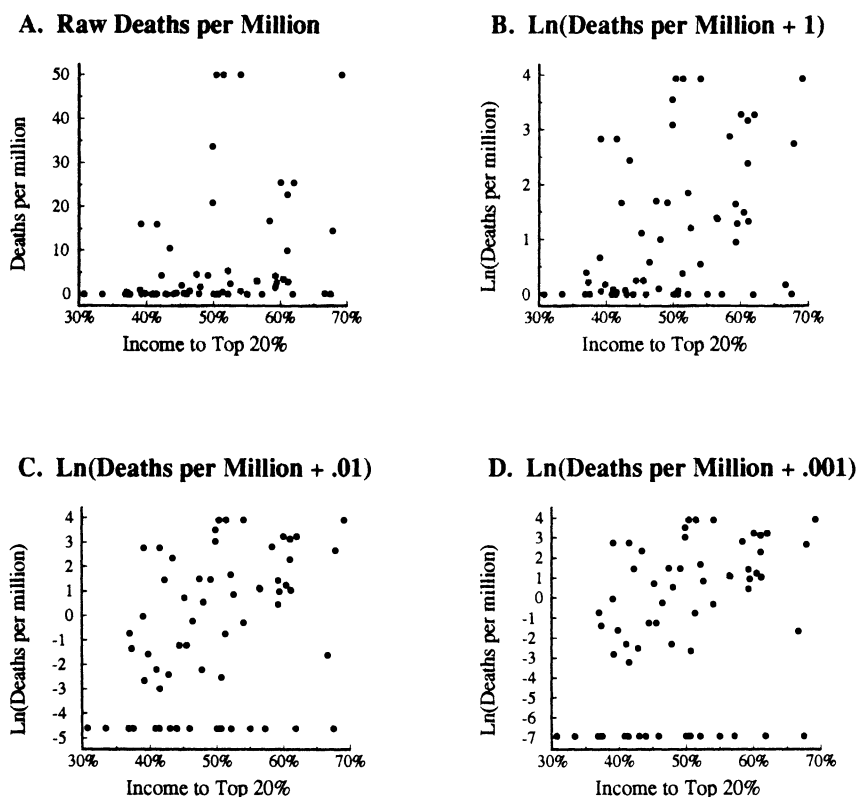 A. Raw Deaths per Million
Deaths per million
50
40
30
20
10
0
30% 40% 50% 60% 70%
Income to Top 20%
B. Ln(Deaths per Million + 1)
Ln(Deaths per million)
4
3
2
1
0
30% 40% 50% 60% 70%
Income to Top 20%
C. Ln(Deaths per Million + .01)
Ln(Deaths per million)
4
3
2
1
0
-1
-2
-3
-4
-5
30% 40% 50% 60% 70%
Income to Top 20%
D. Ln(Deaths per Million + .001)
Ln(Deaths per million)
4
3
2
1
0
-1
-2
-3
-4
-5
-6
-7
30% 40% 50% 60% 70%
Income to Top 20%